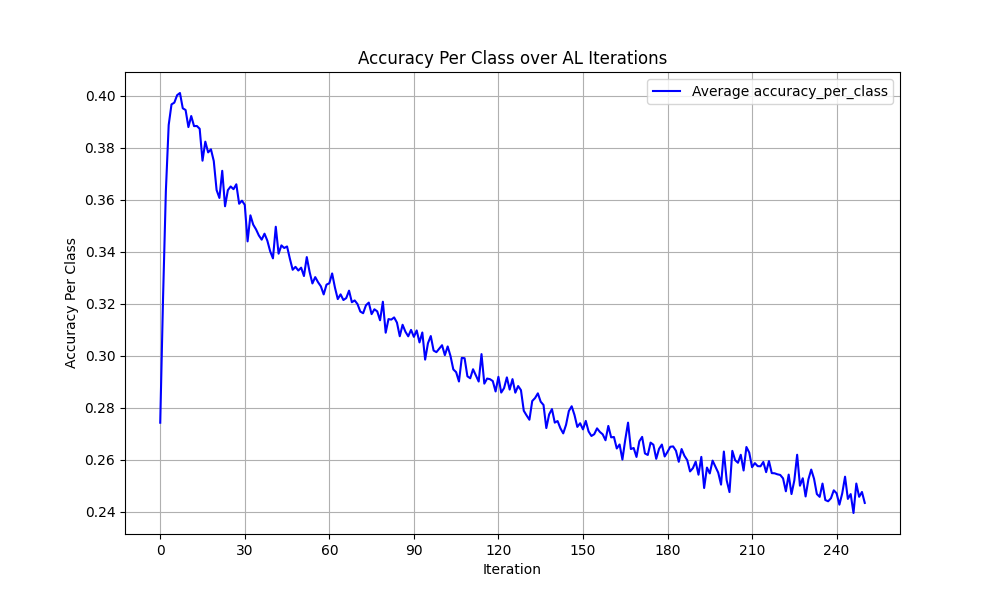 Accuracy Per Class over AL Iterations
Average accuracy_per_class
Accuracy Per Class
0.40
0.38
0.36
0.34
0.32
0.30
0.28
0.26
0.24
0 30 60 90 120 150 180 210 240
Iteration